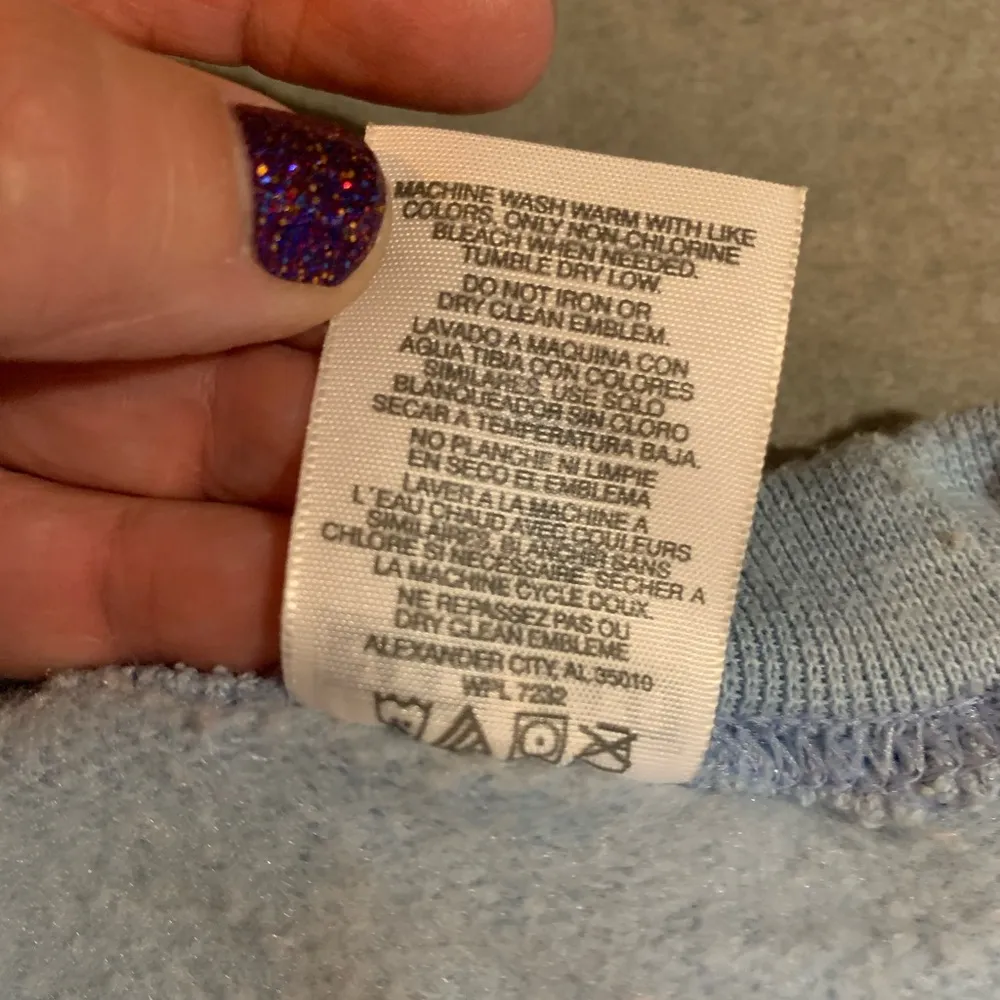 MACHINE WASH WARM WITH LIKE
COLORS. ONLY NON-CHLORINE
BLEACH WHEN NEEDED.
TUMBLE DRY LOW.
DO NOT IRON OR
DRY CLEAN EMBLEM.
LAVADO A MAQUINA CON
AGUA TIBIA CON COLORES
SIMILARES. USE SOLO
BLANQUEADOR SIN CLORO
SECAR A TEMPERATURA BAJA.
NO PLANCHE NI LIMPIE
EN SECO EL EMBLEMA
LAVER A LA MACHINE A
L'EAU CHAUD AVEC COULEURS
SIMILAIRES. BLANCHIR SANS
CHLORE SI NECESSAIRE SECHER A
LA MACHINE CYCLE DOUX.
NE REPASSEZ PAS OU
DRY CLEAN EMBLEME
ALEXANDER CITY, AL 35010
WPL 7292